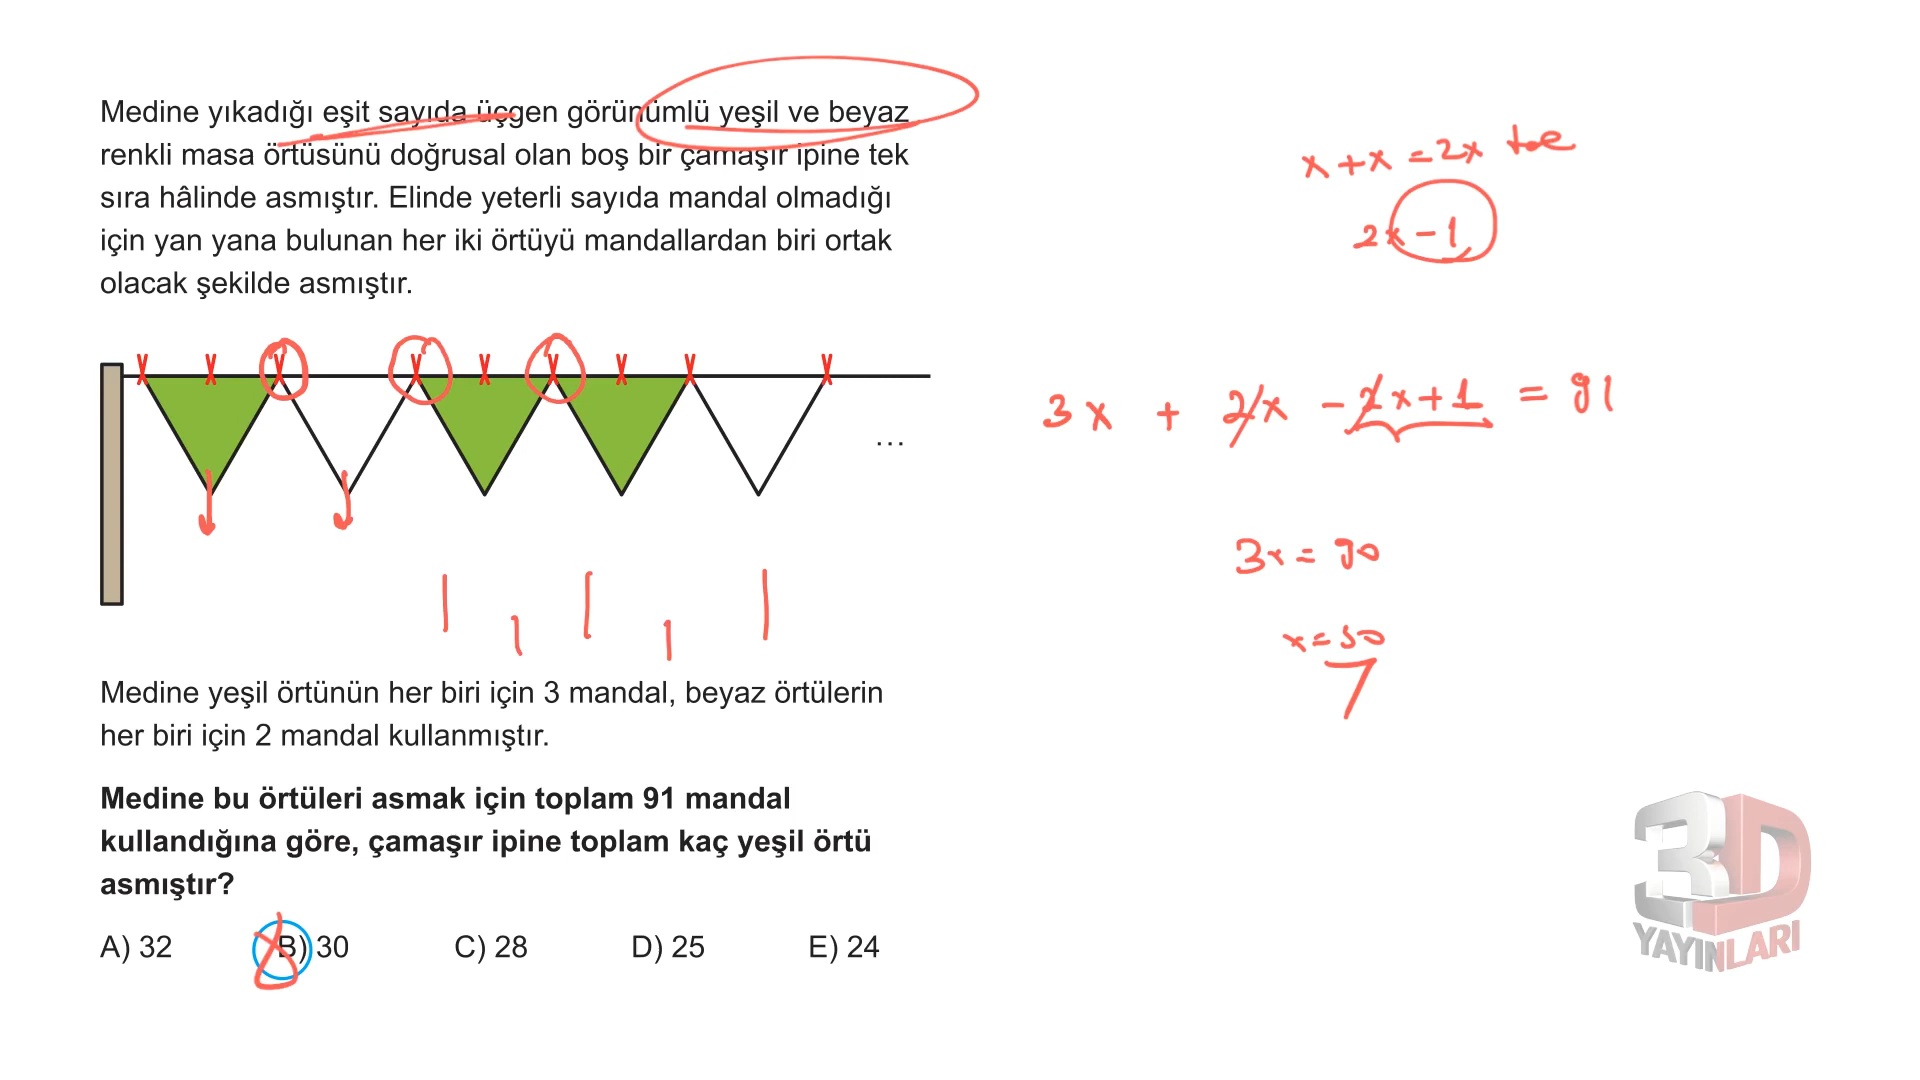 Medine yıkadığı eşit sayıda üçgen görünümlü yeşil ve beyaz
renkli masa örtüsünü doğrusal olan boş bir çamaşır ipine tek
sıra hâlinde asmıştır. Elinde yeterli sayıda mandal olmadığı
için yan yana bulunan her iki örtüyü mandallardan biri ortak
olacak şekilde asmıştır.
...
Medine yeşil örtünün her biri için 3 mandal, beyaz örtülerin
her biri için 2 mandal kullanmıştır.
Medine bu örtüleri asmak için toplam 91 mandal
kullandığına göre, çamaşır ipine toplam kaç yeşil örtü
asmıştır?
A) 32 B) 30 C) 28 D) 25 E) 24
x + x = 2x
2x - 1
3x + 2x - 2x + 1 = 91
3x = 90
x = 30
3D
YAYINLARI